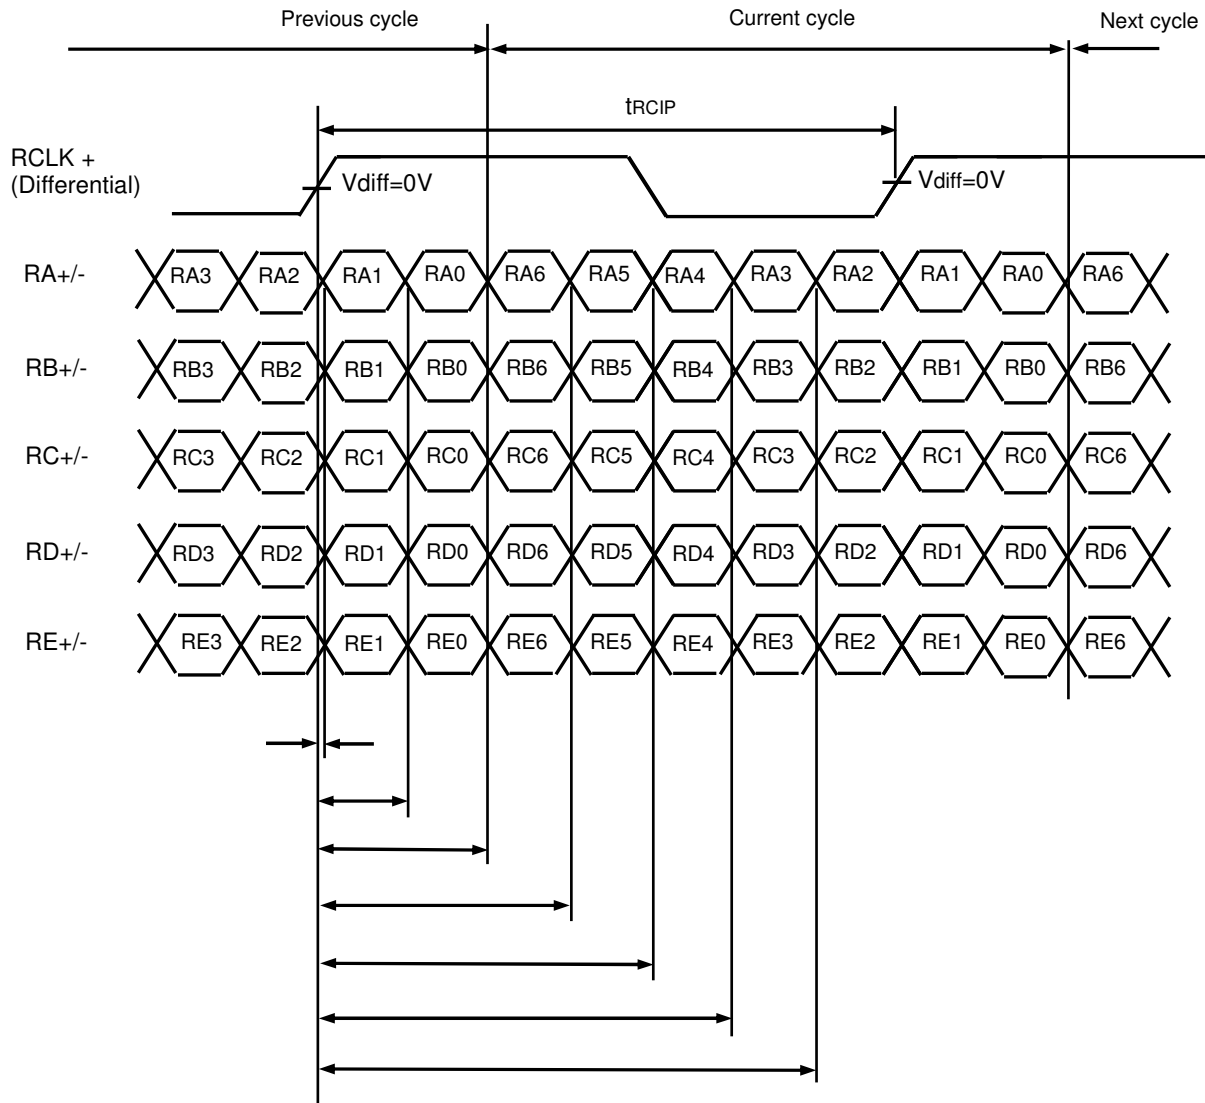 Previous cycle Current cycle Next cycle
tRCIP
RCLK +
(Differential)
Vdiff=0V Vdiff=0V
RA+/- RA3 RA2 RA1 RA0 RA6 RA5 RA4 RA3 RA2 RA1 RA0 RA6
RB+/- RB3 RB2 RB1 RB0 RB6 RB5 RB4 RB3 RB2 RB1 RB0 RB6
RC+/- RC3 RC2 RC1 RC0 RC6 RC5 RC4 RC3 RC2 RC1 RC0 RC6
RD+/- RD3 RD2 RD1 RD0 RD6 RD5 RD4 RD3 RD2 RD1 RD0 RD6
RE+/- RE3 RE2 RE1 RE0 RE6 RE5 RE4 RE3 RE2 RE1 RE0 RE6